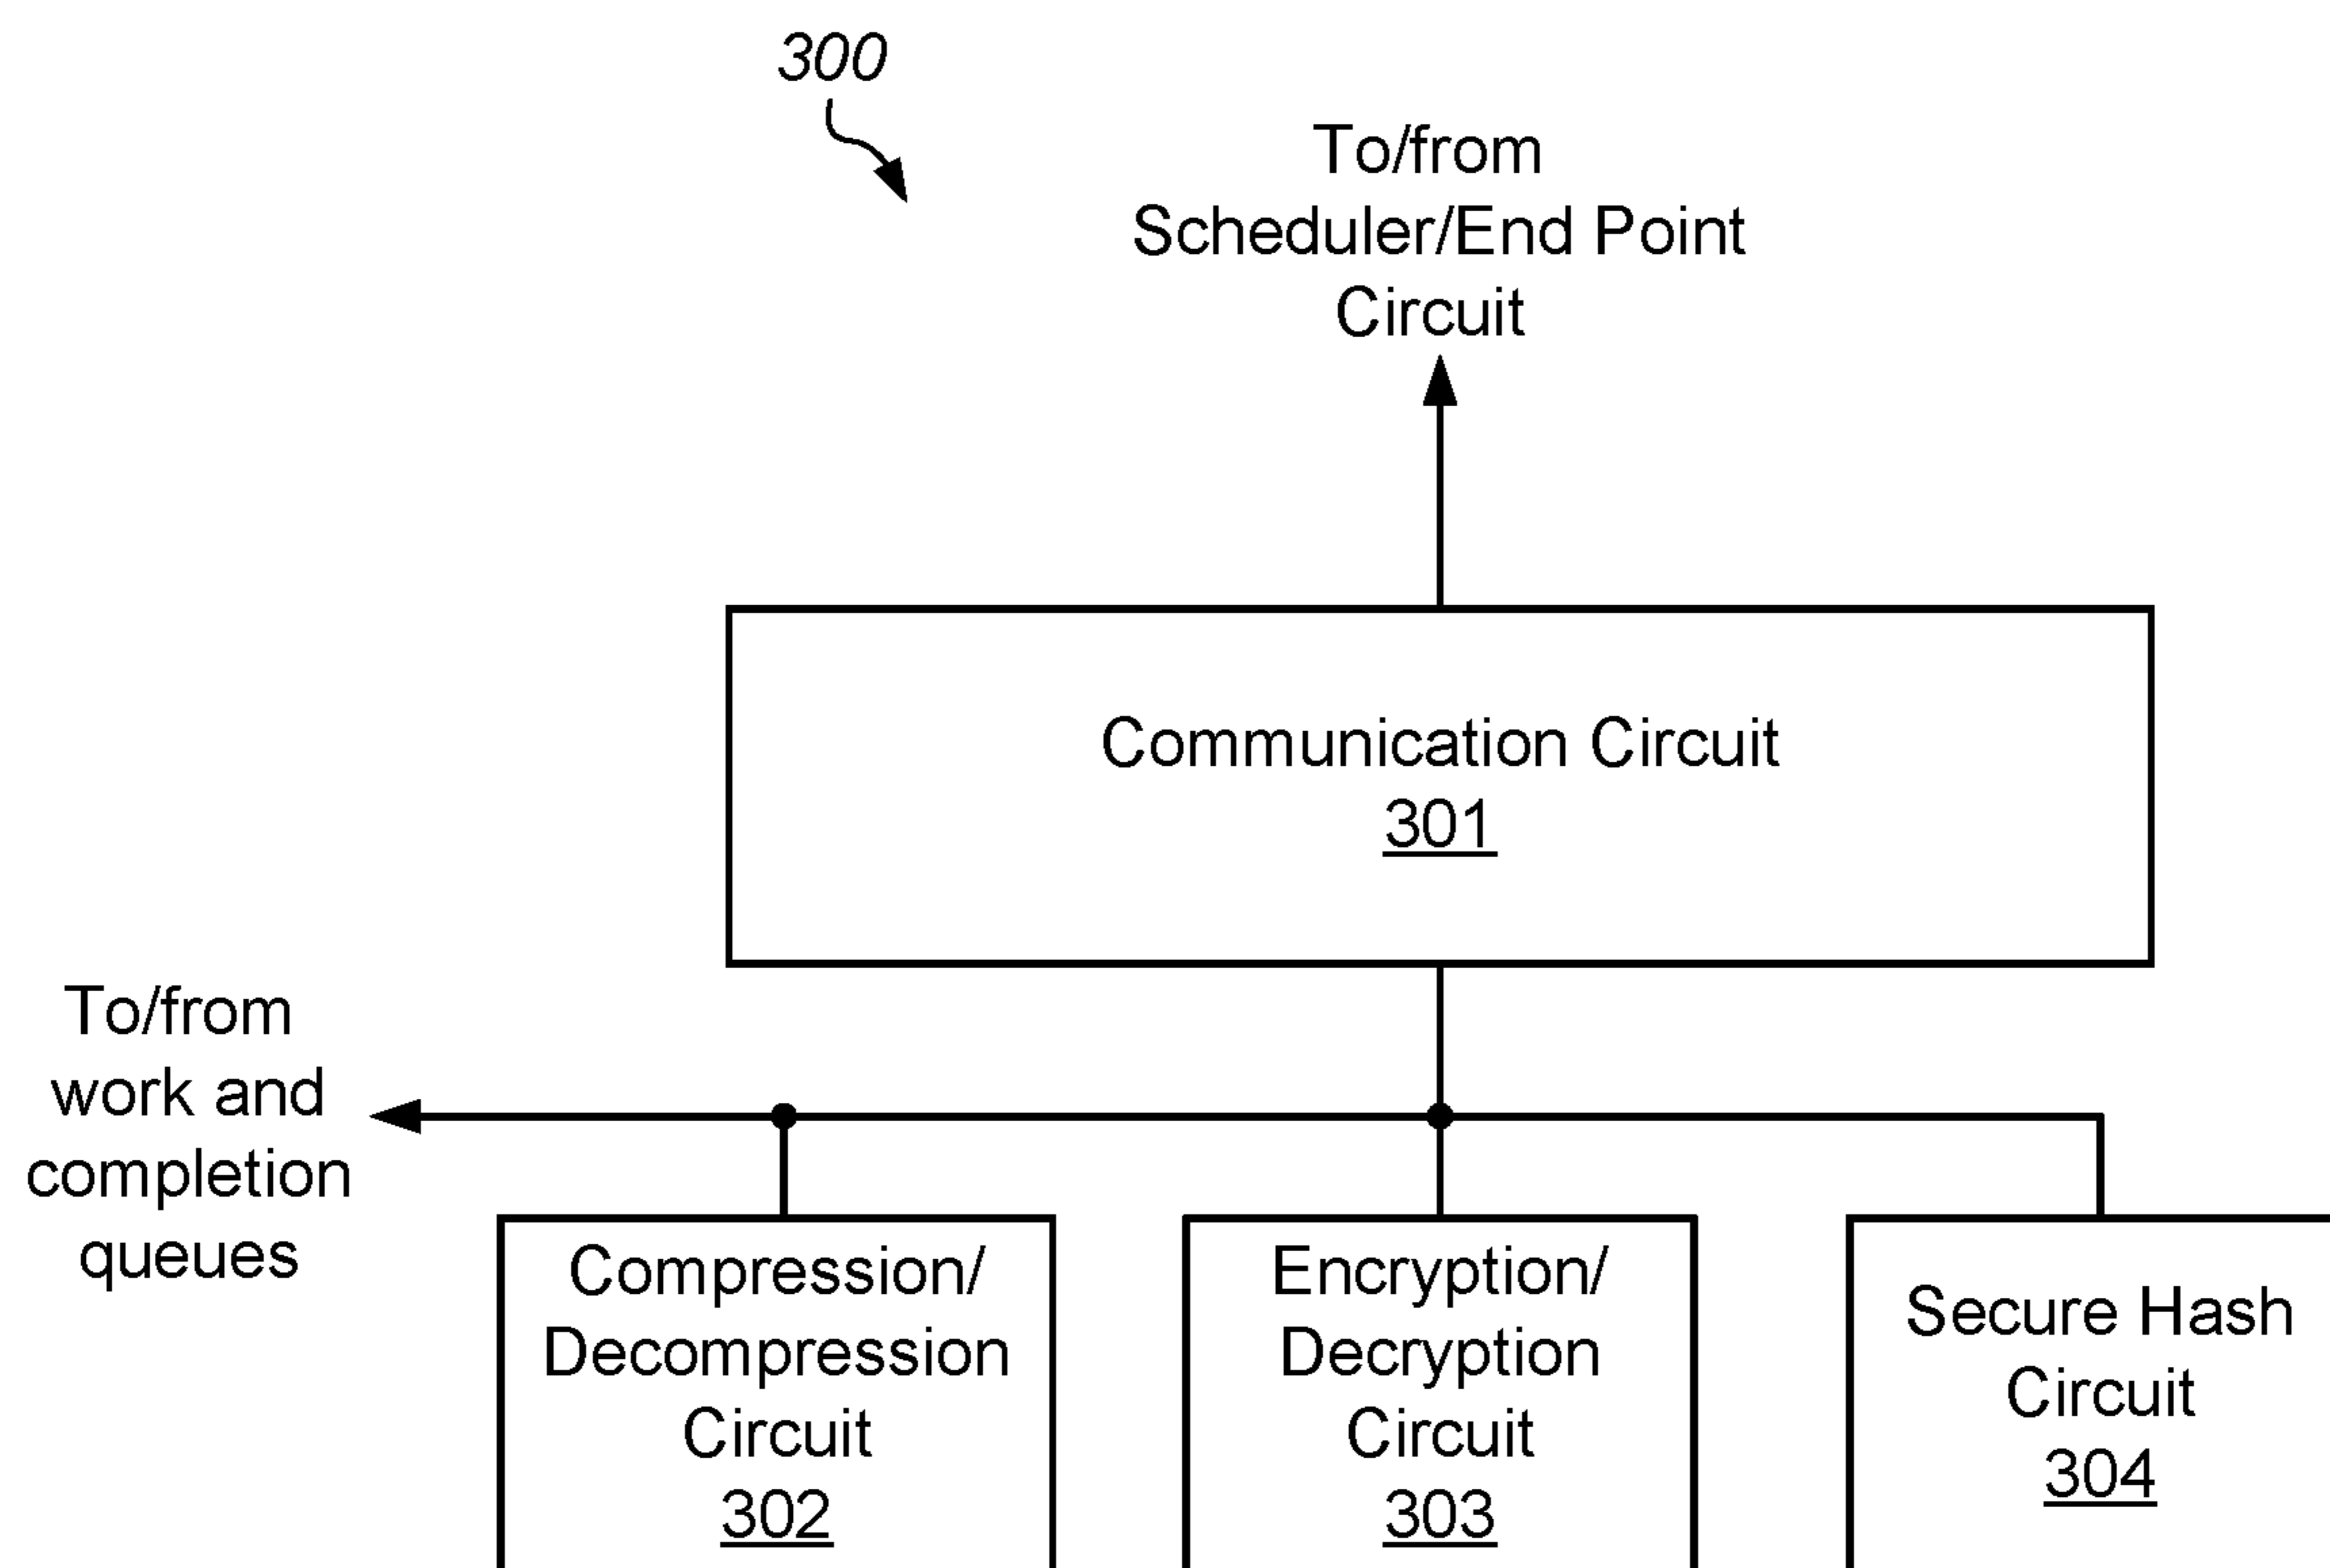 300
To/from
Scheduler/End Point
Circuit
Communication Circuit
301
To/from
work and
completion
queues
Compression/
Decompression
Circuit
302
Encryption/
Decryption
Circuit
303
Secure Hash
Circuit
304